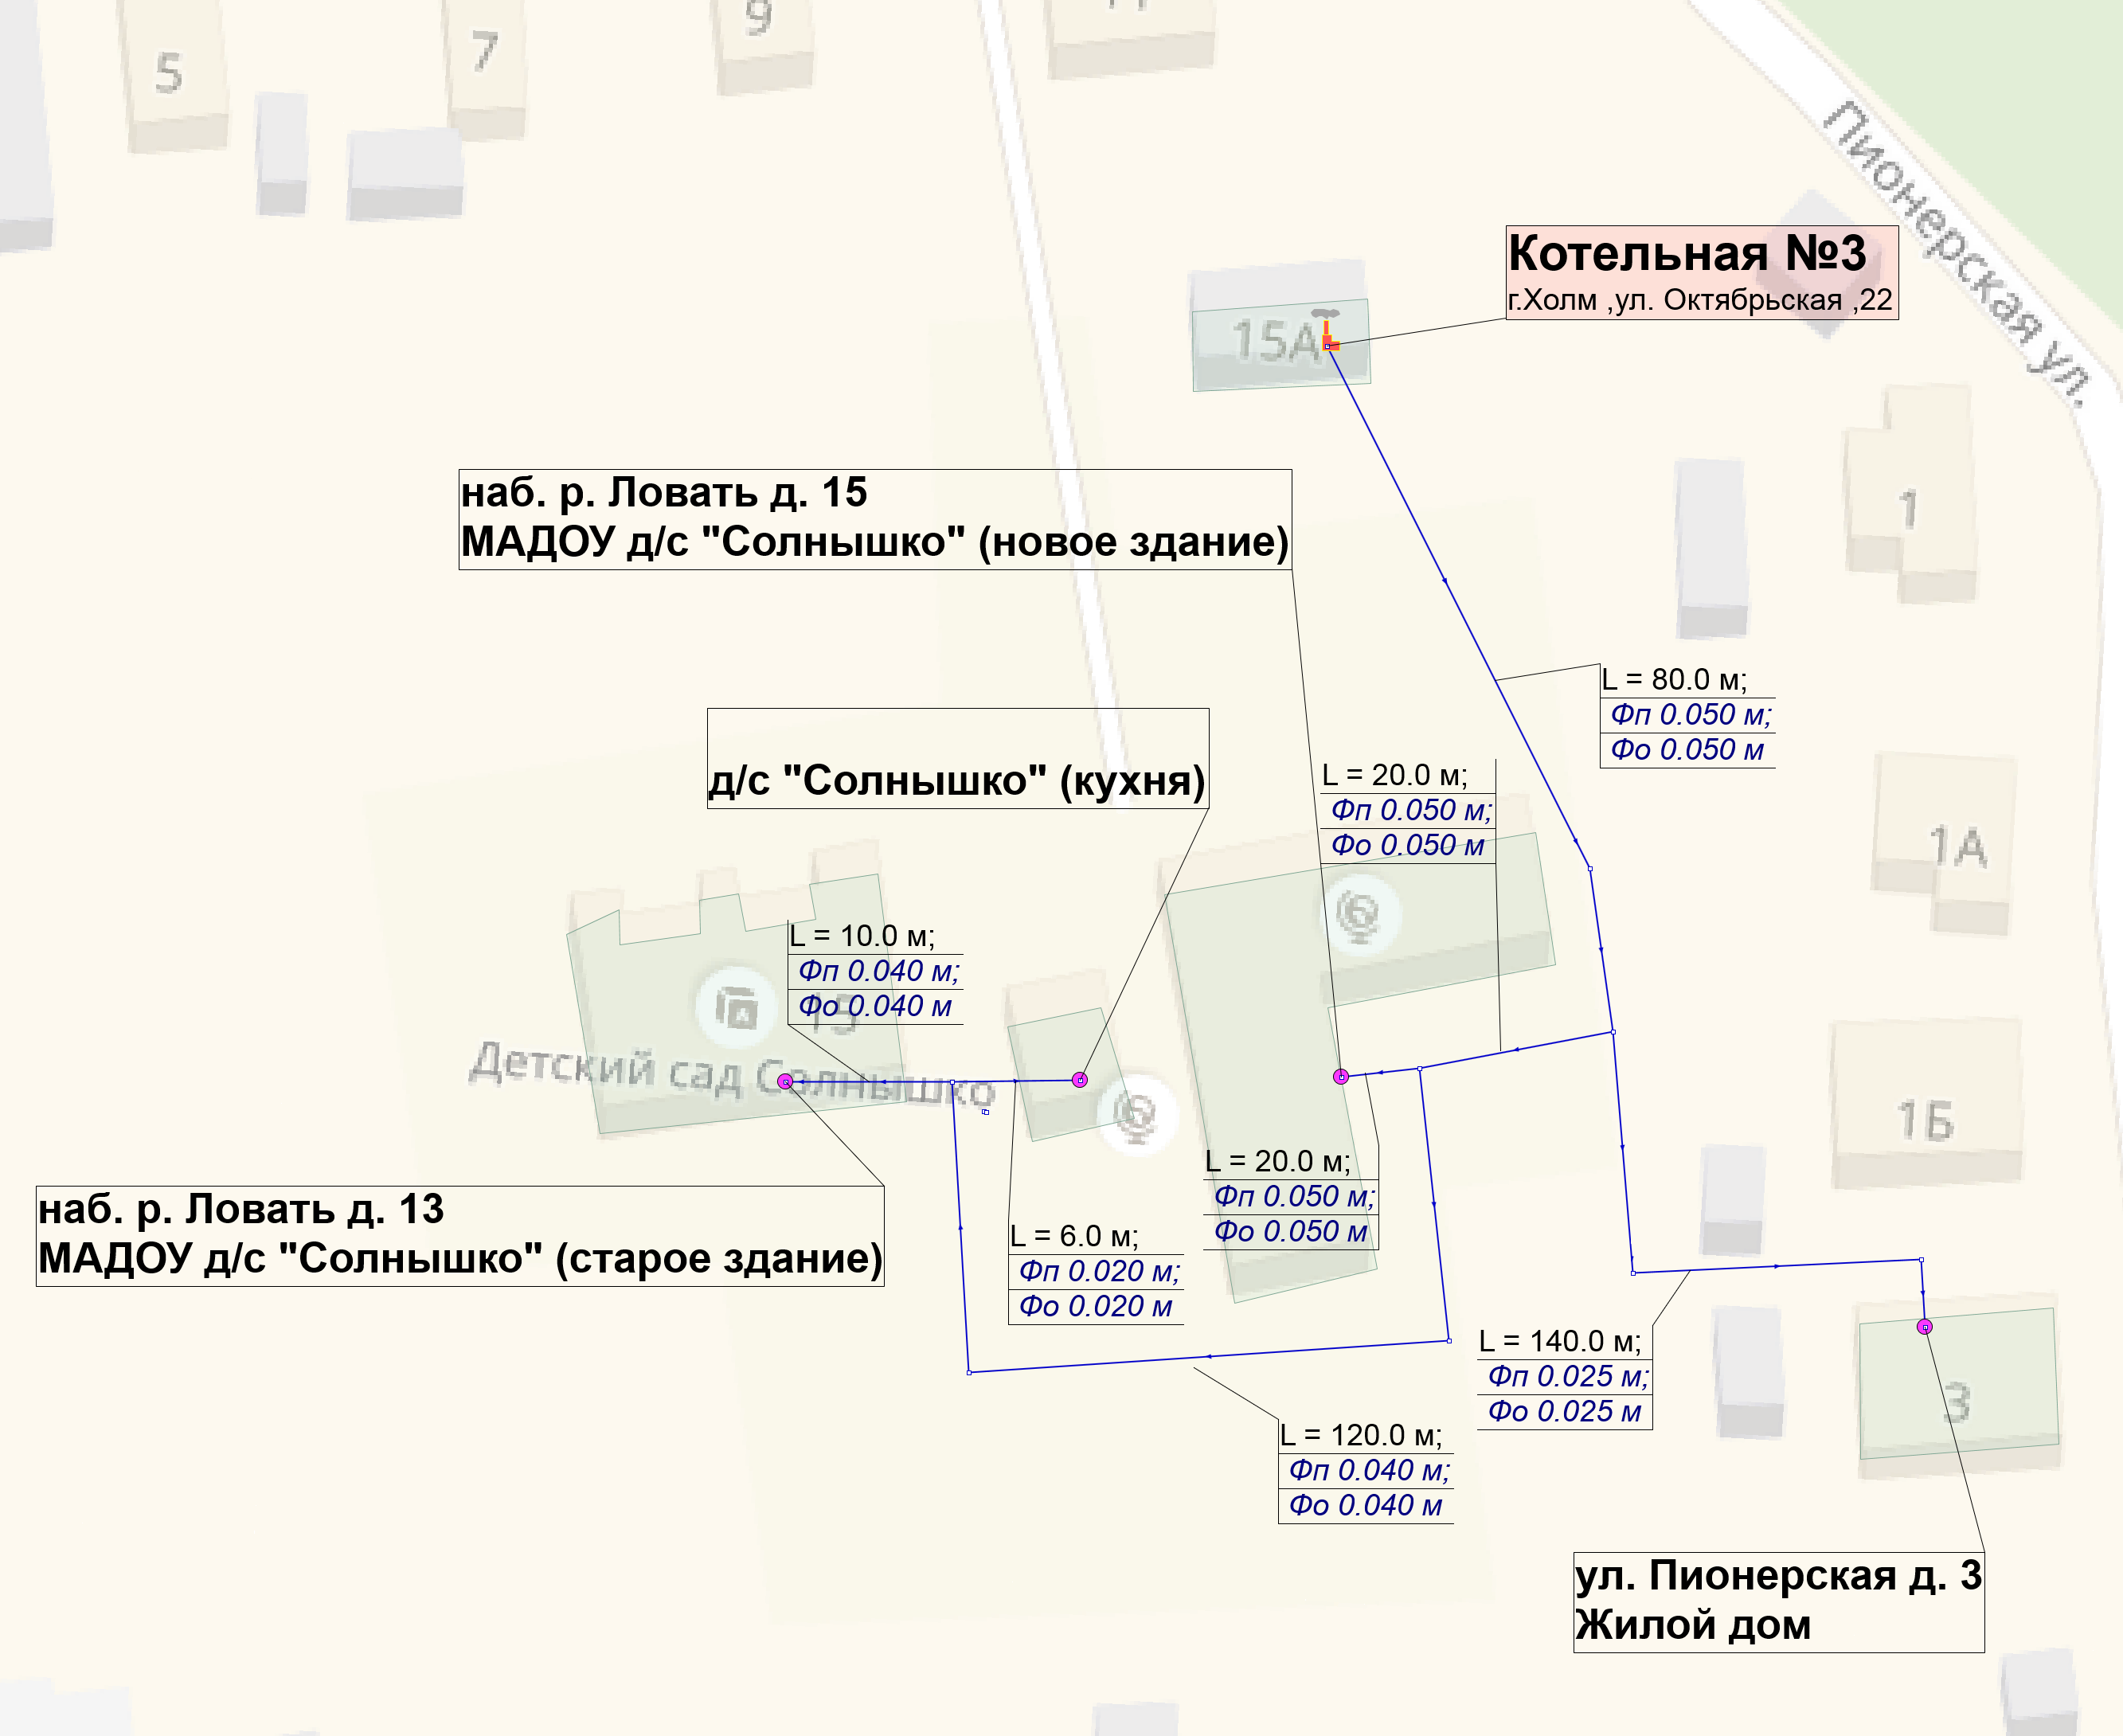 5
7
9
11
Пионерская ул.
Котельная №3
г.Холм ,ул. Октябрьская ,22
15А
наб. р. Ловать д. 15
МАДОУ д/с "Солнышко" (новое здание)
1
L = 80.0 м;
Фп 0.050 м;
Фо 0.050 м
д/с "Солнышко" (кухня)
L = 20.0 м;
Фп 0.050 м;
Фо 0.050 м
1А
L = 10.0 м;
Фп 0.040 м;
Фо 0.040 м
15
Детский сад Солнышко
1Б
L = 20.0 м;
Фп 0.050 м;
Фо 0.050 м
наб. р. Ловать д. 13
МАДОУ д/с "Солнышко" (старое здание)
L = 6.0 м;
Фп 0.020 м;
Фо 0.020 м
L = 140.0 м;
Фп 0.025 м;
Фо 0.025 м
3
L = 120.0 м;
Фп 0.040 м;
Фо 0.040 м
ул. Пионерская д. 3
Жилой дом